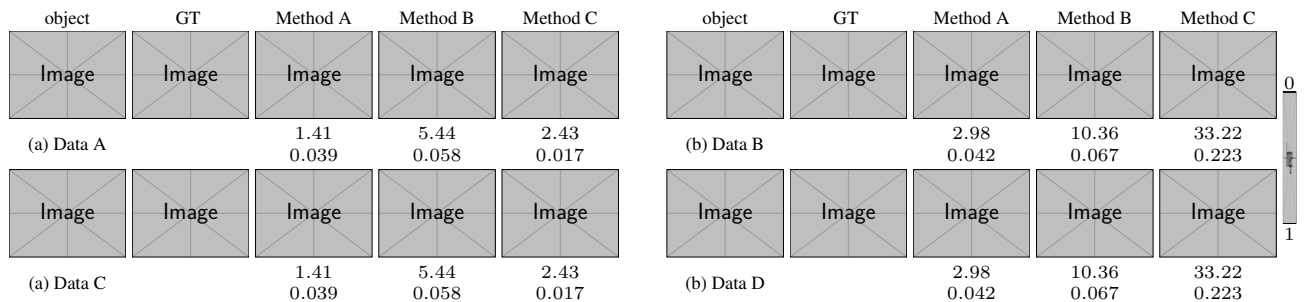 object GT Method A Method B Method C object GT Method A Method B Method C
Image Image Image Image Image Image Image Image Image Image
0
(a) Data A 1.41 5.44 2.43 (b) Data B 2.98 10.36 33.22
0.039 0.058 0.017 0.042 0.067 0.223
Image Image Image Image Image Image Image Image Image Image
1
(a) Data C 1.41 5.44 2.43 (b) Data D 2.98 10.36 33.22
0.039 0.058 0.017 0.042 0.067 0.223